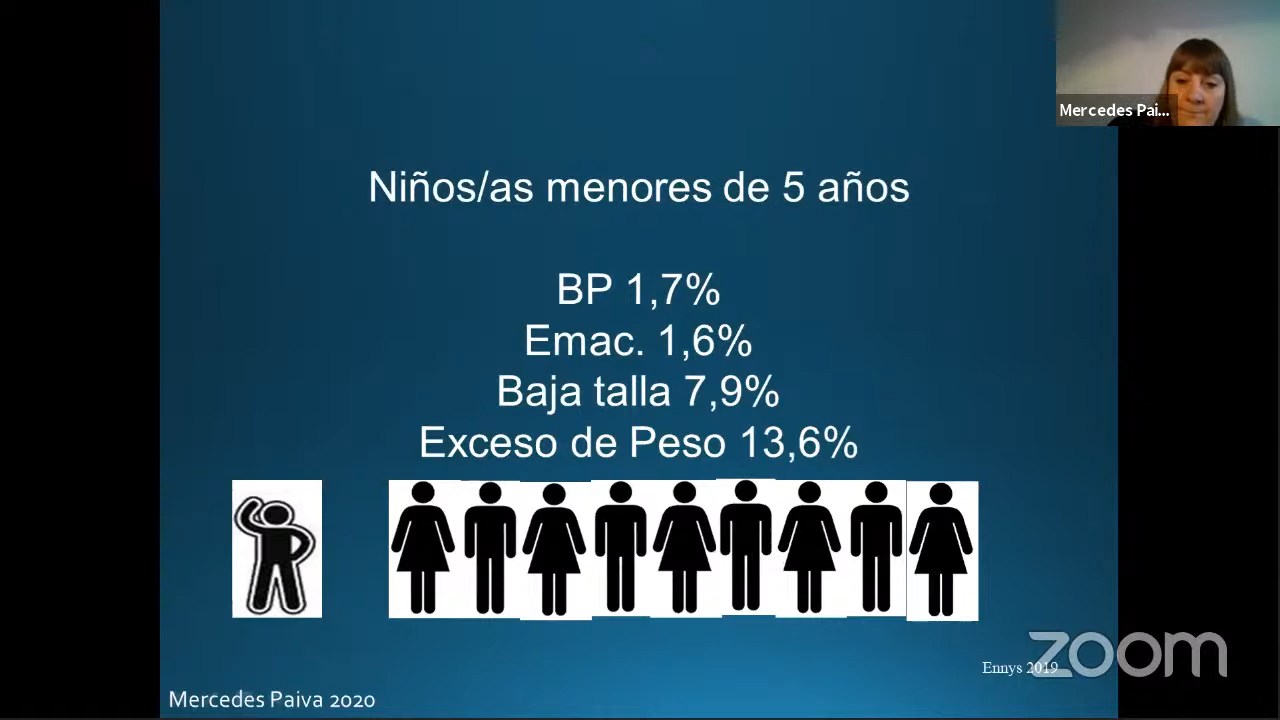 Mercedes Pai...
Niños/as menores de 5 años
BP 1,7%
Emac. 1,6%
Baja talla 7,9%
Exceso de Peso 13,6%
Ennys 2019
zoom
Mercedes Paiva 2020